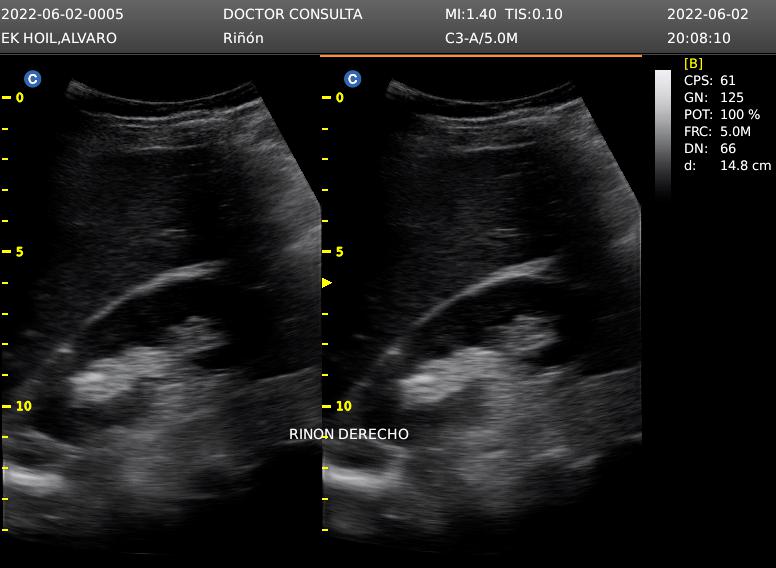 2022-06-02-0005 DOCTOR CONSULTA MI:1.40 TIS:0.10 2022-06-02
EK HOIL,ALVARO Riñón C3-A/5.0M 20:08:10
C C
[B]
CPS: 61
GN: 125
POT: 100 %
FRC: 5.0M
DN: 66
d: 14.8 cm
0 0
5 5
10 10
RINON DERECHO